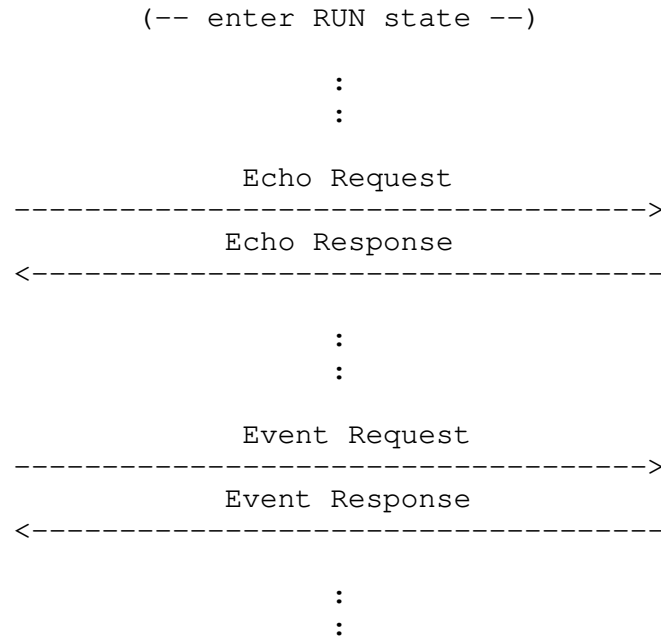 (-- enter RUN state --)
:
:
Echo Request
------------------------------------>
Echo Response
<------------------------------------
:
:
Event Request
------------------------------------>
Event Response
<------------------------------------
:
: